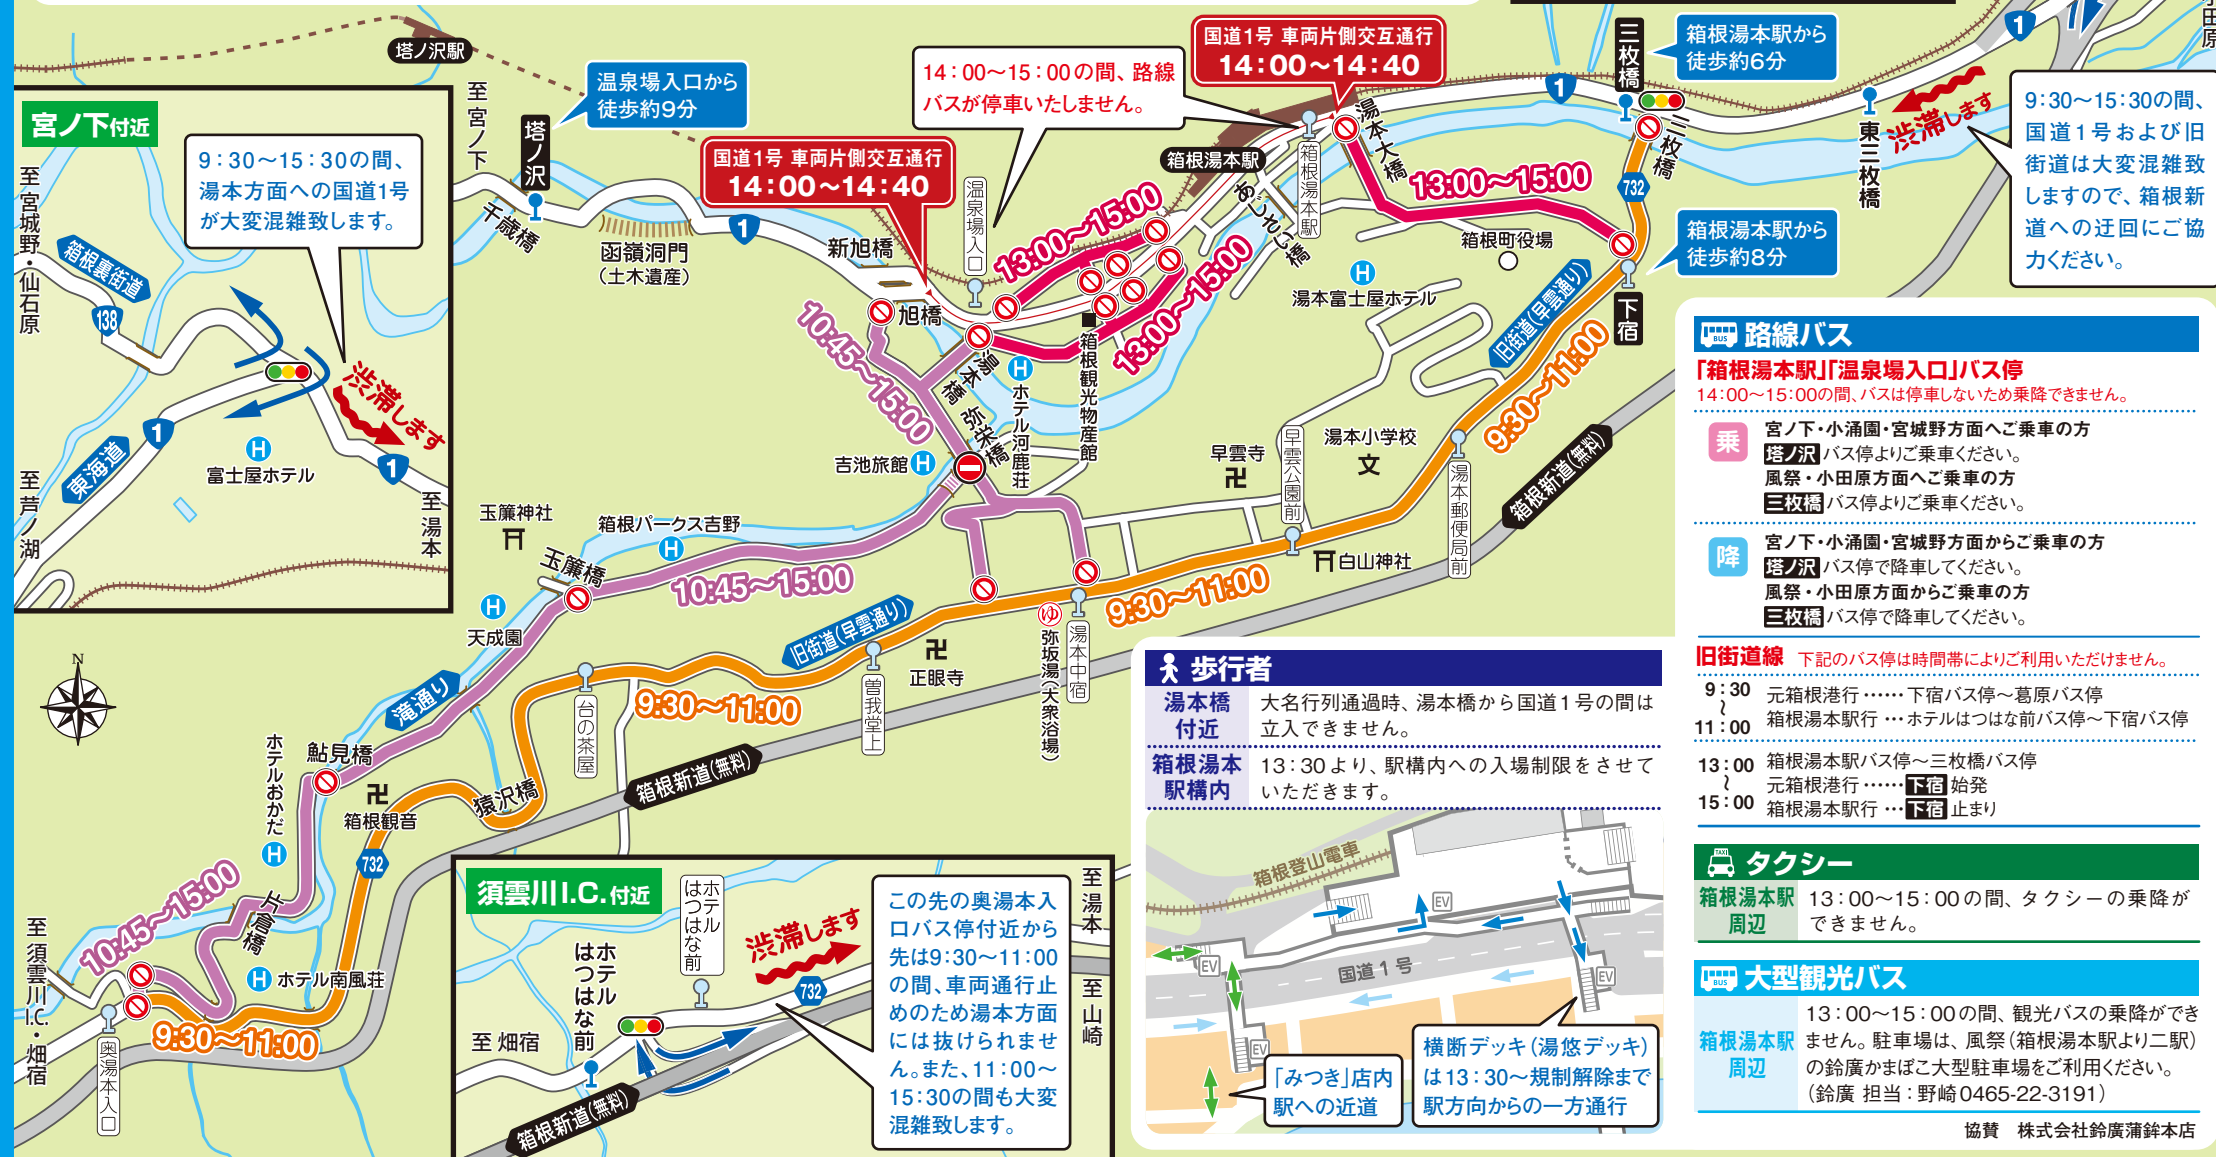 塔ノ沢駅
至宮ノ下
塔ノ沢
温泉場入口から
徒歩約9分
千歳橋
函嶺洞門
(土木遺産)
1
新旭橋
旭橋
国道1号 車両片側交互通行
14:00〜14:40
14:00〜15:00の間、路線
バスが停車いたしません。
国道1号 車両片側交互通行
14:00〜14:40
温泉場入口
箱根湯本駅
箱根湯本駅
あじさい橋
湯本大橋
三枚橋
箱根湯本駅から
徒歩約6分
三枚橋
1
1
732
東三枚橋
渋滞します
9:30〜15:30の間、
国道1号および旧
街道は大変混雑致
しますので、箱根新
道への迂回にご協
力ください。
箱根湯本駅から
徒歩約8分
下宿
13:00〜15:00
13:00〜15:00
13:00〜15:00
箱根町役場
H
湯本富士屋ホテル
旧街道(早雲通り)
9:30〜11:00
箱根新道(無料)
湯本橋
弥栄橋
H
ホテル河鹿荘
箱根観光物産館
吉池旅館 H
10:45〜15:00
早雲寺
早雲公園前
湯本小学校
文
湯本郵便局前
白山神社
9:30〜11:00
湯本中宿
ゆ
弥坂湯(大衆浴場)
正眼寺
曽我堂上
旧街道(早雲通り)
9:30〜11:00
台の茶屋
箱根新道(無料)
玉簾神社
箱根パークス吉野
H
玉簾橋
10:45〜15:00
H
天成園
滝通り
鮎見橋
ホテルおかだ
H
箱根観音
猿沢橋
732
片倉橋
10:45〜15:00
H ホテル南風荘
9:30〜11:00
至須雲川I.C.・畑宿
奥湯本入口
N
宮ノ下付近
9:30〜15:30の間、
湯本方面への国道1号
が大変混雑致します。
至宮城野・仙石原
箱根裏街道
138
渋滞します
1
東海道
H
富士屋ホテル
1
至芦ノ湖
至湯本
須雲川I.C.付近
ホテル
はつはな前
ホテル
はつはな前
渋滞します
732
至 畑宿
箱根新道(無料)
この先の奥湯本入
口バス停付近から
先は9:30〜11:00
の間、車両通行止
めのため湯本方面
には抜けられませ
ん。また、11:00〜
15:30の間も大変
混雑致します。
至湯本
至山崎
歩行者
湯本橋
付近
大名行列通過時、湯本橋から国道1号の間は
立入できません。
箱根湯本
駅構内
13:30より、駅構内への入場制限をさせて
いただきます。
箱根登山電車
EV
EV
EV
EV
国道1号
「みつき」店内
駅への近道
横断デッキ(湯悠デッキ)
は13:30〜規制解除まで
駅方向からの一方通行
BUS 路線バス
「箱根湯本駅」「温泉場入口」バス停
14:00〜15:00の間、バスは停車しないため乗降できません。
乗
宮ノ下・小涌園・宮城野方面へご乗車の方
塔ノ沢 バス停よりご乗車ください。
風祭・小田原方面へご乗車の方
三枚橋 バス停よりご乗車ください。
降
宮ノ下・小涌園・宮城野方面からご乗車の方
塔ノ沢 バス停で降車してください。
風祭・小田原方面からご乗車の方
三枚橋 バス停で降車してください。
旧街道線 下記のバス停は時間帯によりご利用いただけません。
9:30〜11:00
元箱根港行……下宿バス停〜葛原バス停
箱根湯本駅行…ホテルはつはな前バス停〜下宿バス停
13:00〜15:00
箱根湯本駅バス停〜三枚橋バス停
元箱根港行……下宿 始発
箱根湯本駅行…下宿 止まり
TAXI タクシー
箱根湯本駅
周辺
13:00〜15:00の間、タクシーの乗降が
できません。
BUS 大型観光バス
箱根湯本駅
周辺
13:00〜15:00の間、観光バスの乗降ができ
ません。駐車場は、風祭(箱根湯本駅より二駅)
の鈴廣かまぼこ大型駐車場をご利用ください。
(鈴廣 担当:野崎0465-22-3191)
協賛　株式会社鈴廣蒲鉾本店